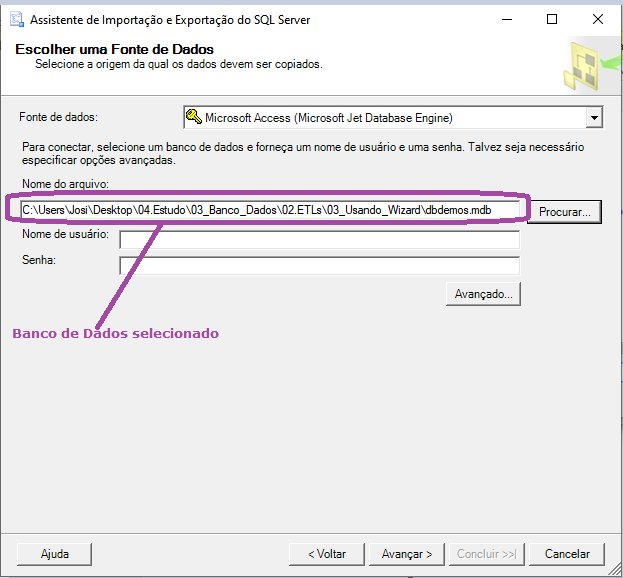 Assistente de Importação e Exportação do SQL Server
Escolher uma Fonte de Dados
Selecione a origem da qual os dados devem ser copiados.
Fonte de dados:
Microsoft Access (Microsoft Jet Database Engine)
Para conectar, selecione um banco de dados e forneça um nome de usuário e uma senha. Talvez seja necessário
especificar opções avançadas.
Nome do arquivo:
C:\Users\Josi\Desktop\04.Estudo\03_Banco_Dados\02.ETLs\03_Usando_Wizard\dbdemos.mdb
Procurar...
Nome de usuário:
Senha:
Avançado...
Banco de Dados selecionado
Ajuda
< Voltar
Avançar >
Concluir >>|
Cancelar